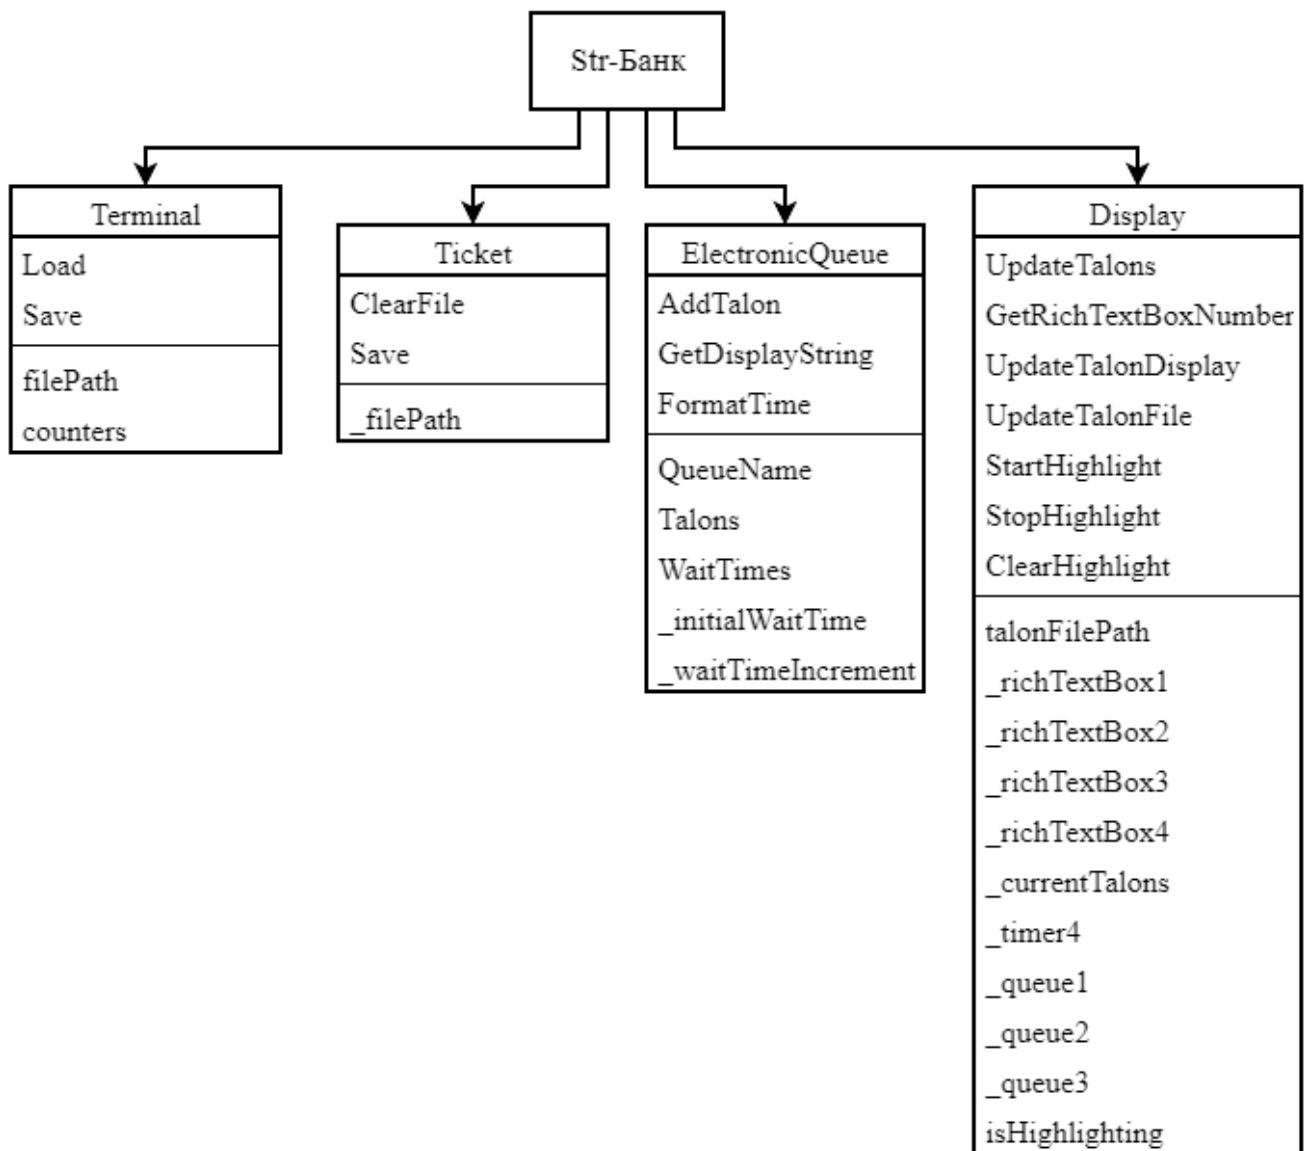 Str-Банк
Terminal
Load
Save
filePath
counters
Ticket
ClearFile
Save
_filePath
ElectronicQueue
AddTalon
GetDisplayString
FormatTime
QueueName
Talons
WaitTimes
_initialWaitTime
_waitTimeIncrement
Display
UpdateTalons
GetRichTextBoxNumber
UpdateTalonDisplay
UpdateTalonFile
StartHighlight
StopHighlight
ClearHighlight
talonFilePath
_richTextBox1
_richTextBox2
_richTextBox3
_richTextBox4
_currentTalons
_timer4
_queue1
_queue2
_queue3
isHighlighting